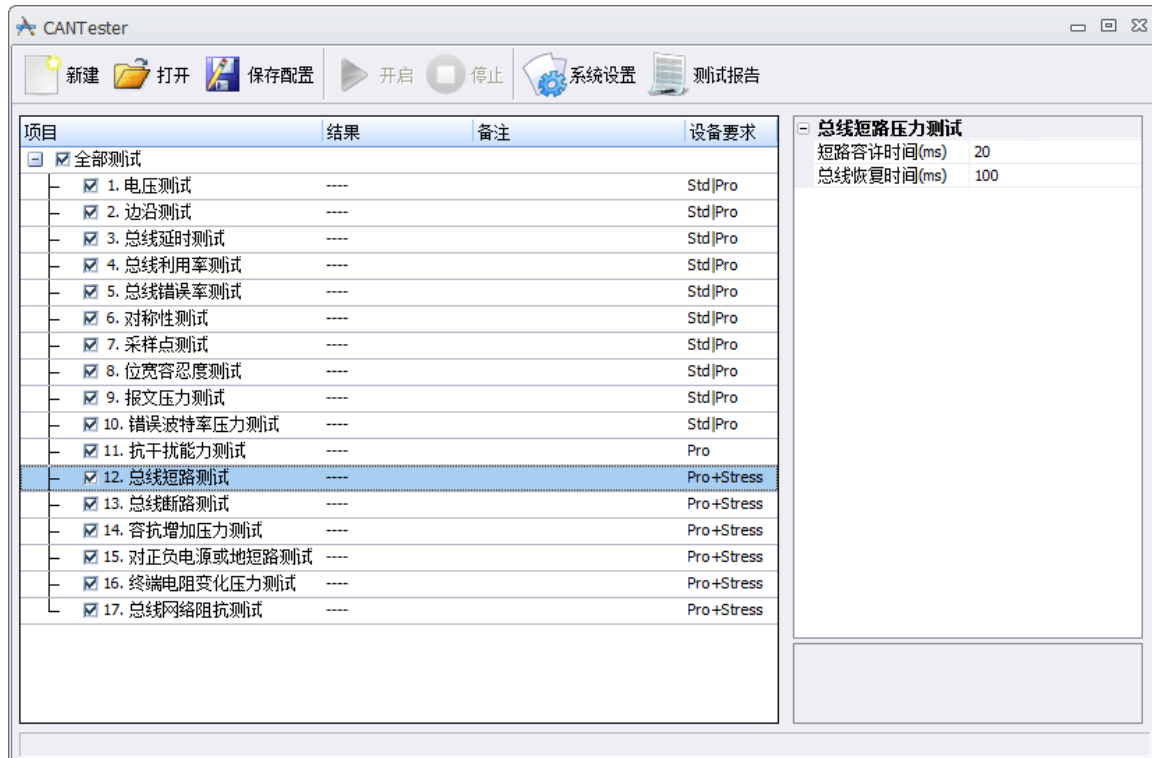 CANTester
新建 打开 保存配置 开启 停止 系统设置 测试报告
项目 结果 备注 设备要求
全部测试
1. 电压测试 ---- Std|Pro
2. 边沿测试 ---- Std|Pro
3. 总线延时测试 ---- Std|Pro
4. 总线利用率测试 ---- Std|Pro
5. 总线错误率测试 ---- Std|Pro
6. 对称性测试 ---- Std|Pro
7. 采样点测试 ---- Std|Pro
8. 位宽容忍度测试 ---- Std|Pro
9. 报文压力测试 ---- Std|Pro
10. 错误波特率压力测试 ---- Std|Pro
11. 抗干扰能力测试 ---- Pro
12. 总线短路测试 ---- Pro+Stress
13. 总线断路测试 ---- Pro+Stress
14. 容抗增加压力测试 ---- Pro+Stress
15. 对正负电源或地短路测试 ---- Pro+Stress
16. 终端电阻变化压力测试 ---- Pro+Stress
17. 总线网络阻抗测试 ---- Pro+Stress
总线短路压力测试
短路容许时间(ms) 20
总线恢复时间(ms) 100